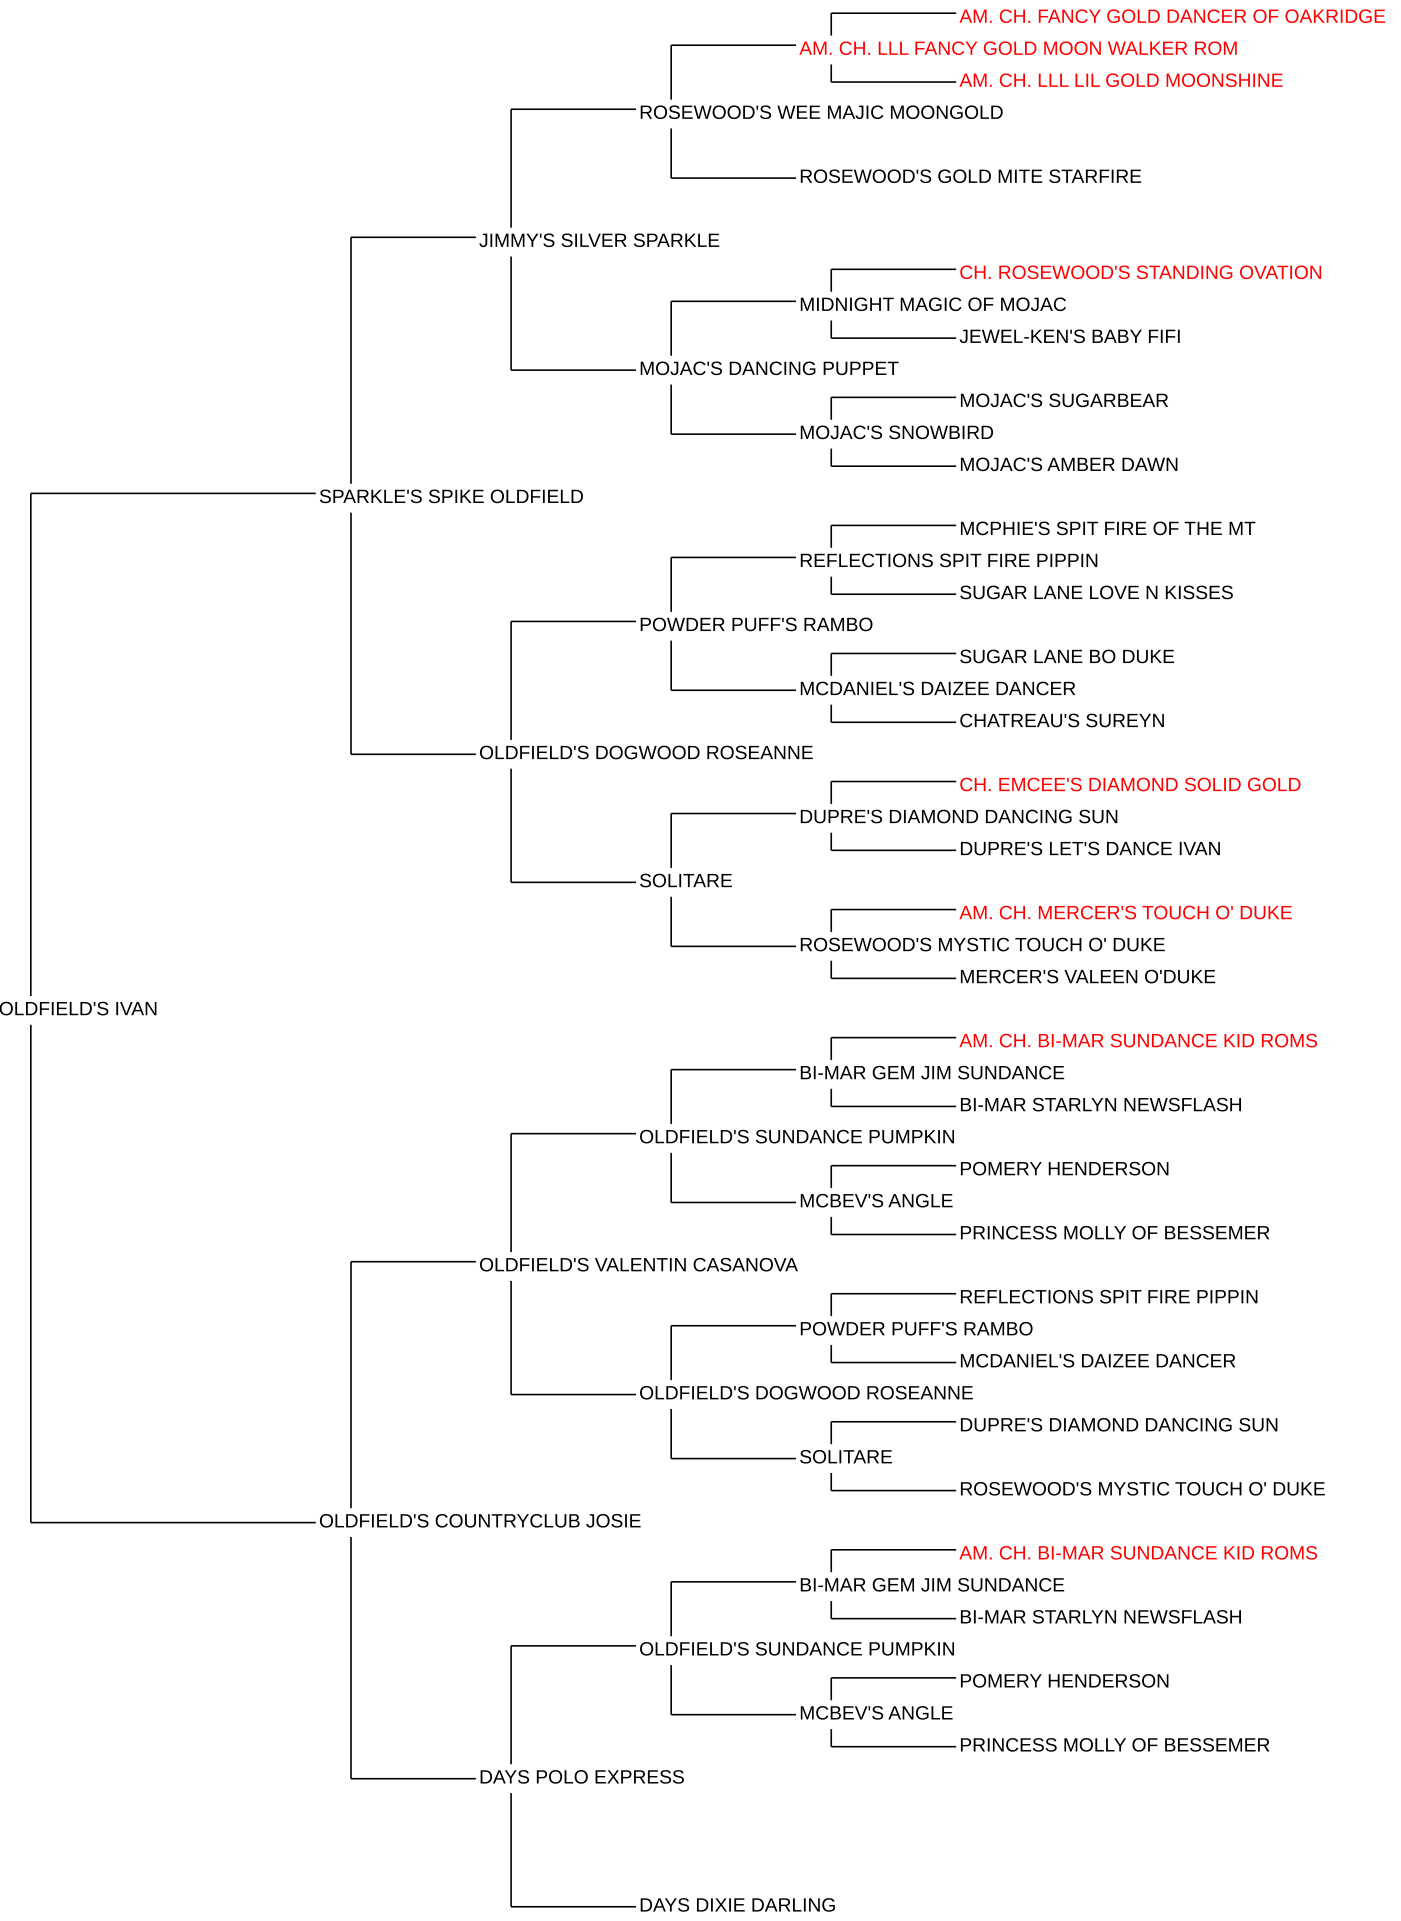 AM. CH. FANCY GOLD DANCER OF OAKRIDGE
AM. CH. LLL FANCY GOLD MOON WALKER ROM
AM. CH. LLL LIL GOLD MOONSHINE
ROSEWOOD'S WEE MAJIC MOONGOLD
ROSEWOOD'S GOLD MITE STARFIRE
JIMMY'S SILVER SPARKLE
CH. ROSEWOOD'S STANDING OVATION
MIDNIGHT MAGIC OF MOJAC
JEWEL-KEN'S BABY FIFI
MOJAC'S DANCING PUPPET
MOJAC'S SUGARBEAR
MOJAC'S SNOWBIRD
MOJAC'S AMBER DAWN
SPARKLE'S SPIKE OLDFIELD
MCPHIE'S SPIT FIRE OF THE MT
REFLECTIONS SPIT FIRE PIPPIN
SUGAR LANE LOVE N KISSES
POWDER PUFF'S RAMBO
SUGAR LANE BO DUKE
MCDANIEL'S DAIZEE DANCER
CHATREAU'S SUREYN
OLDFIELD'S DOGWOOD ROSEANNE
CH. EMCEE'S DIAMOND SOLID GOLD
DUPRE'S DIAMOND DANCING SUN
DUPRE'S LET'S DANCE IVAN
SOLITARE
AM. CH. MERCER'S TOUCH O' DUKE
ROSEWOOD'S MYSTIC TOUCH O' DUKE
MERCER'S VALEEN O'DUKE
OLDFIELD'S IVAN
AM. CH. BI-MAR SUNDANCE KID ROMS
BI-MAR GEM JIM SUNDANCE
BI-MAR STARLYN NEWSFLASH
OLDFIELD'S SUNDANCE PUMPKIN
POMERY HENDERSON
MCBEV'S ANGLE
PRINCESS MOLLY OF BESSEMER
OLDFIELD'S VALENTIN CASANOVA
REFLECTIONS SPIT FIRE PIPPIN
POWDER PUFF'S RAMBO
MCDANIEL'S DAIZEE DANCER
OLDFIELD'S DOGWOOD ROSEANNE
DUPRE'S DIAMOND DANCING SUN
SOLITARE
ROSEWOOD'S MYSTIC TOUCH O' DUKE
OLDFIELD'S COUNTRYCLUB JOSIE
AM. CH. BI-MAR SUNDANCE KID ROMS
BI-MAR GEM JIM SUNDANCE
BI-MAR STARLYN NEWSFLASH
OLDFIELD'S SUNDANCE PUMPKIN
POMERY HENDERSON
MCBEV'S ANGLE
PRINCESS MOLLY OF BESSEMER
DAYS POLO EXPRESS
DAYS DIXIE DARLING